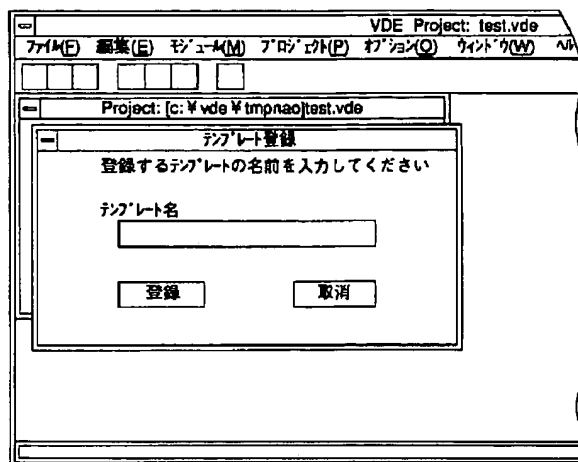 VDE Project: test.vde
ﾌｧｲﾙ(F) 編集(E) ﾓｼﾞｭｰﾙ(M) ﾌﾟﾛｼﾞｪｸﾄ(P) ｵﾌﾟｼｮﾝ(O) ｳｨﾝﾄﾞｳ(W)
Project: [c:￥vde￥tmpnao]test.vde
ﾃﾝﾌﾟﾚｰﾄ登録
登録するﾃﾝﾌﾟﾚｰﾄの名前を入力してください
ﾃﾝﾌﾟﾚｰﾄ名
登録 取消